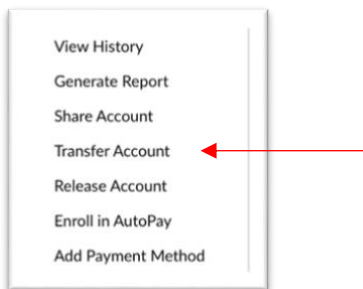 View History
Generate Report
Share Account
Transfer Account
Release Account
Enroll in AutoPay
Add Payment Method